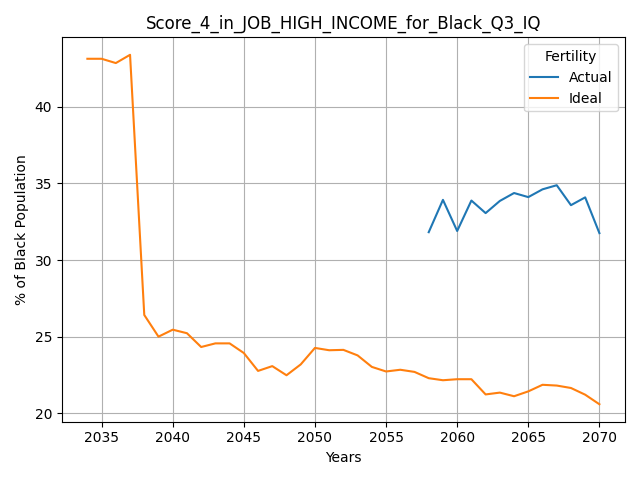 Score_4_in_JOB_HIGH_INCOME_for_Black_Q3_IQ
Fertility
Actual
Ideal
% of Black Population
40
35
30
25
20
2035 2040 2045 2050 2055 2060 2065 2070
Years